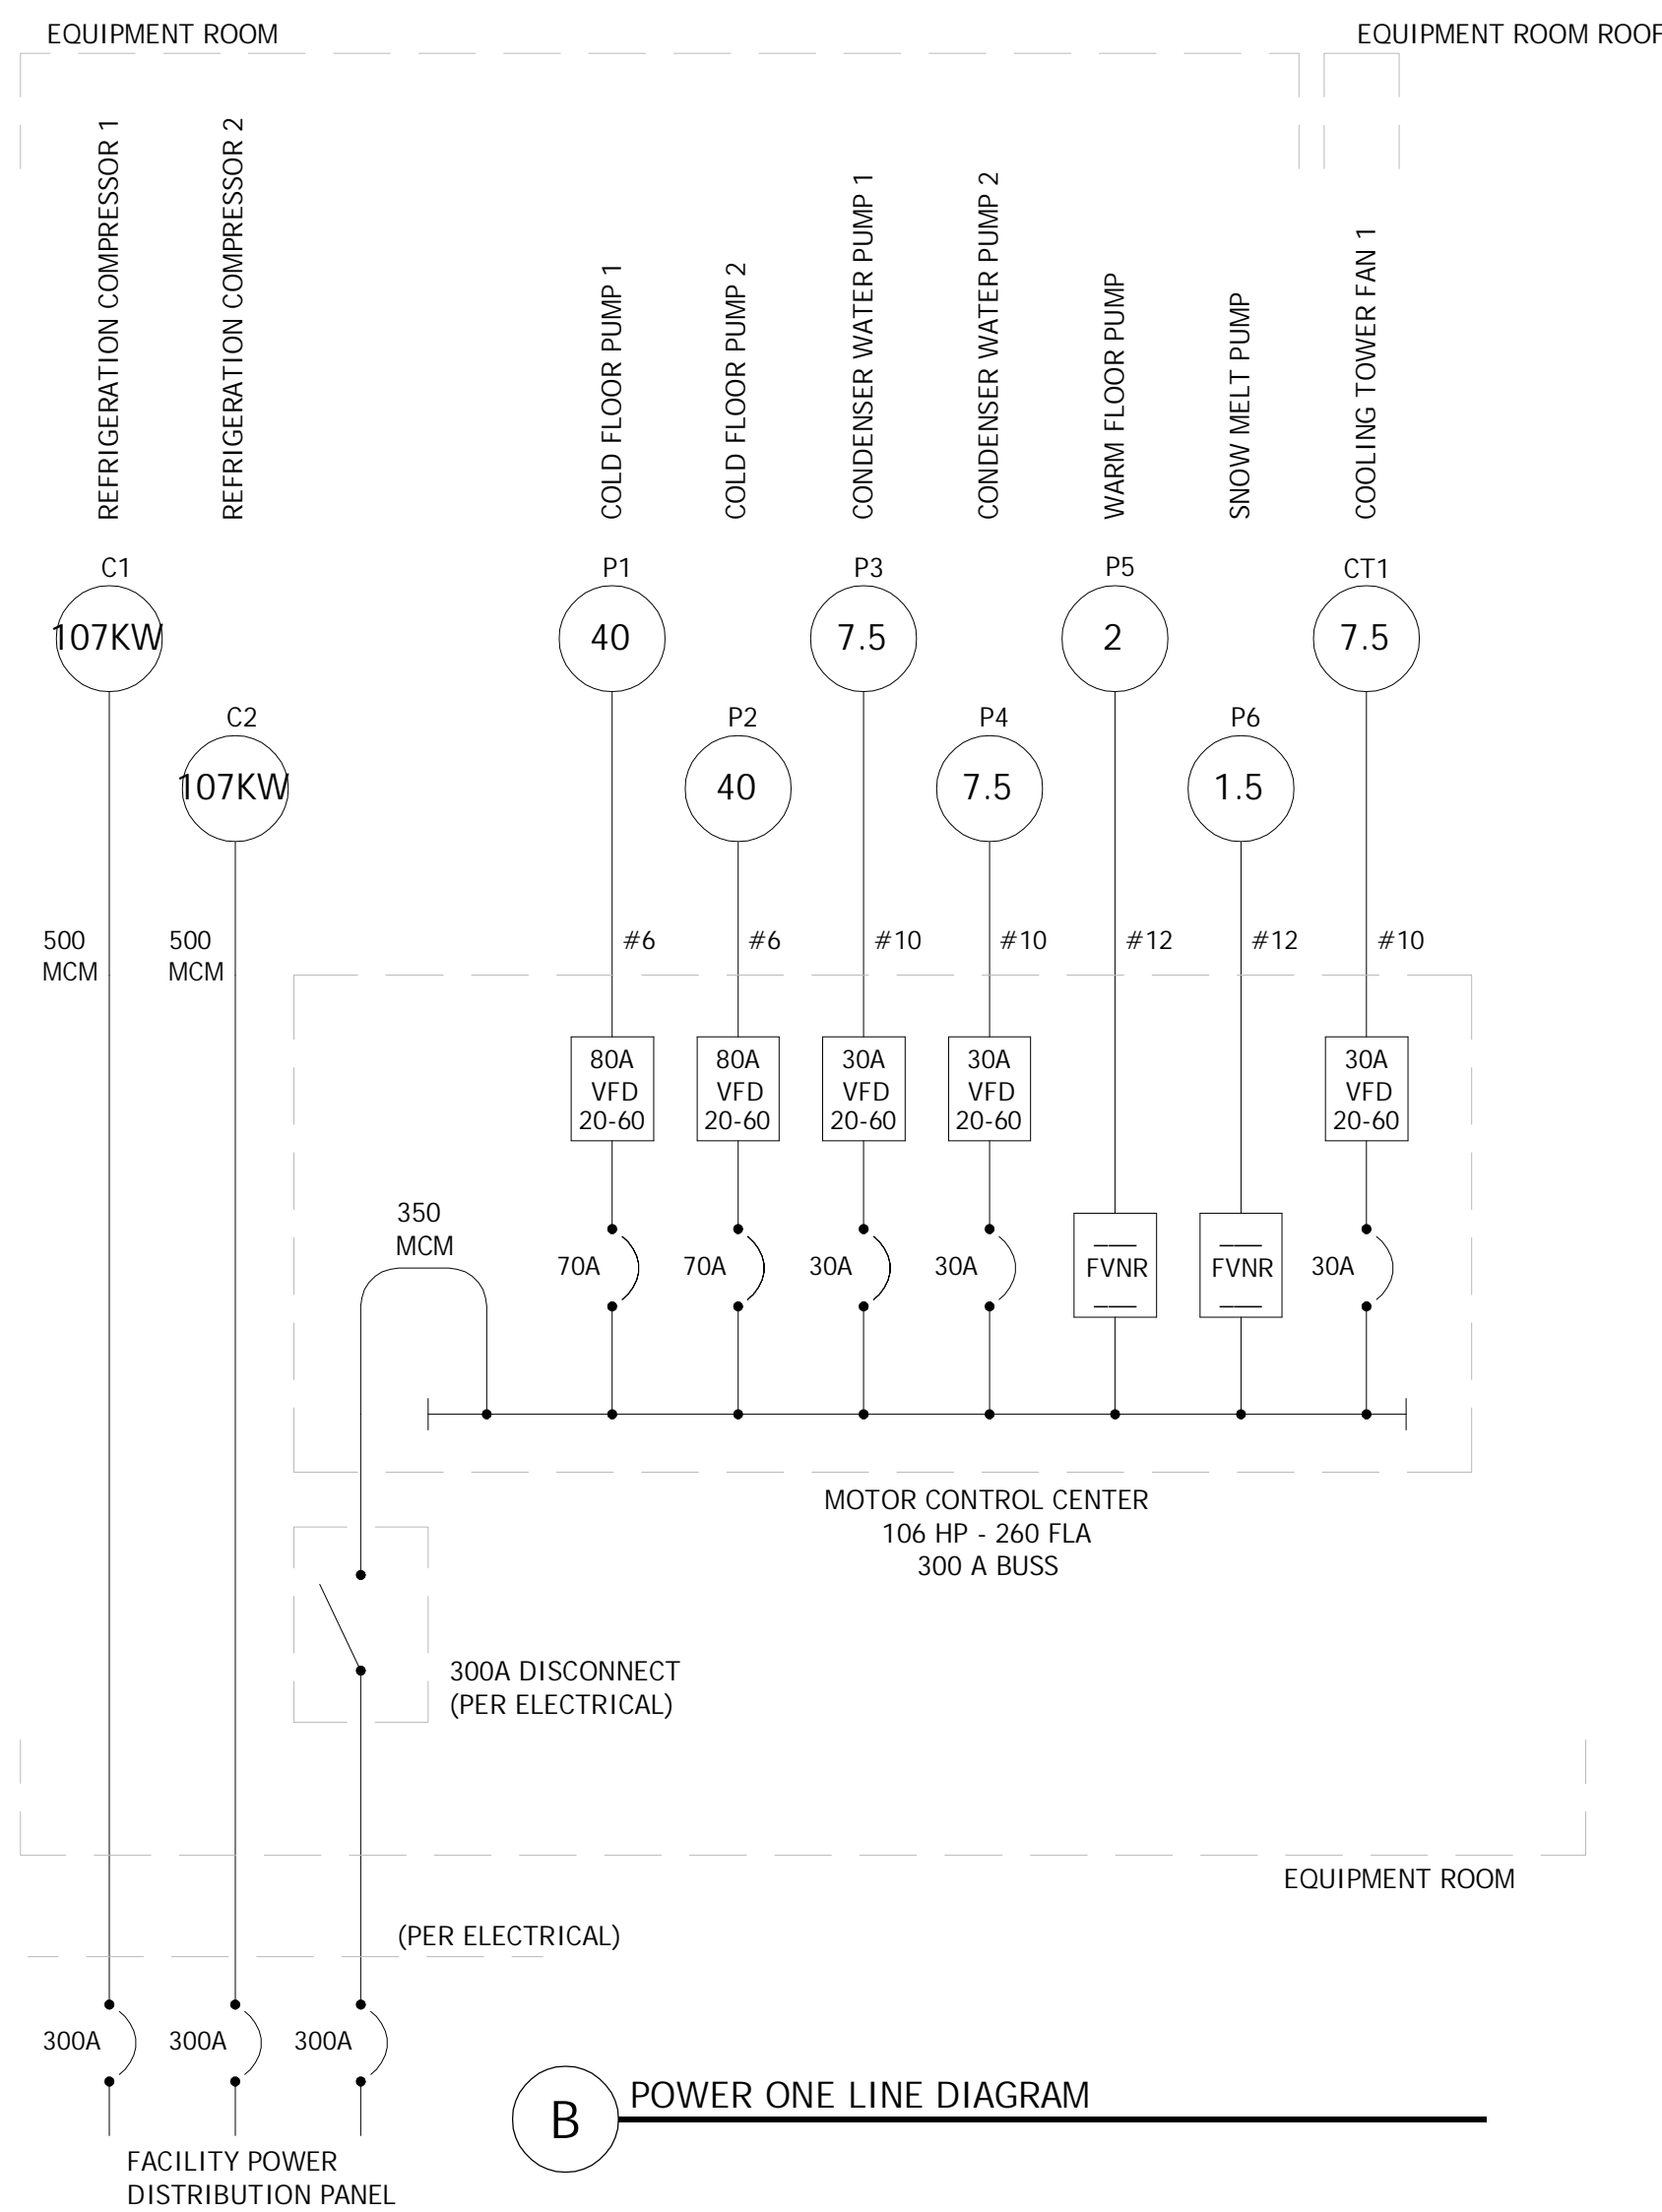 EQUIPMENT ROOM
EQUIPMENT ROOM ROOF
REFRIGERATION COMPRESSOR 1
REFRIGERATION COMPRESSOR 2
COLD FLOOR PUMP 1
COLD FLOOR PUMP 2
CONDENSER WATER PUMP 1
CONDENSER WATER PUMP 2
WARM FLOOR PUMP
SNOW MELT PUMP
COOLING TOWER FAN 1
C1
P1
P3
P5
CT1
107KW
40
7.5
2
7.5
C2
P2
P4
P6
107KW
40
7.5
1.5
500
MCM
500
MCM
#6
#6
#10
#10
#12
#12
#10
80A
VFD
20-60
80A
VFD
20-60
30A
VFD
20-60
30A
VFD
20-60
30A
VFD
20-60
350
MCM
70A
70A
30A
30A
FVNR
FVNR
30A
MOTOR CONTROL CENTER
106 HP - 260 FLA
300 A BUSS
300A DISCONNECT
(PER ELECTRICAL)
EQUIPMENT ROOM
(PER ELECTRICAL)
300A
300A
300A
B
POWER ONE LINE DIAGRAM
FACILITY POWER
DISTRIBUTION PANEL